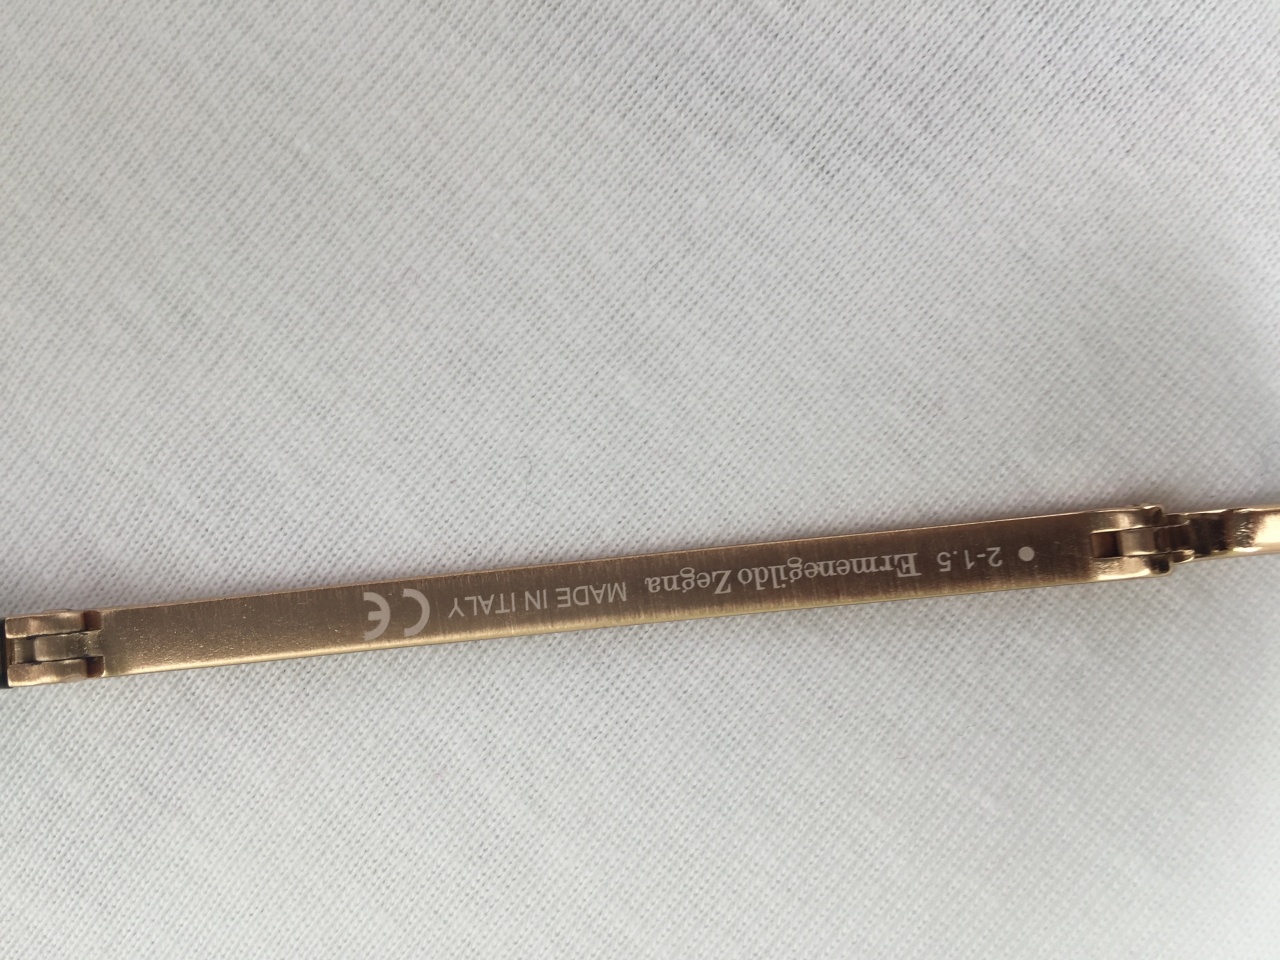 ● 2-1.5 Ermenegildo Zegna MADE IN ITALY CE